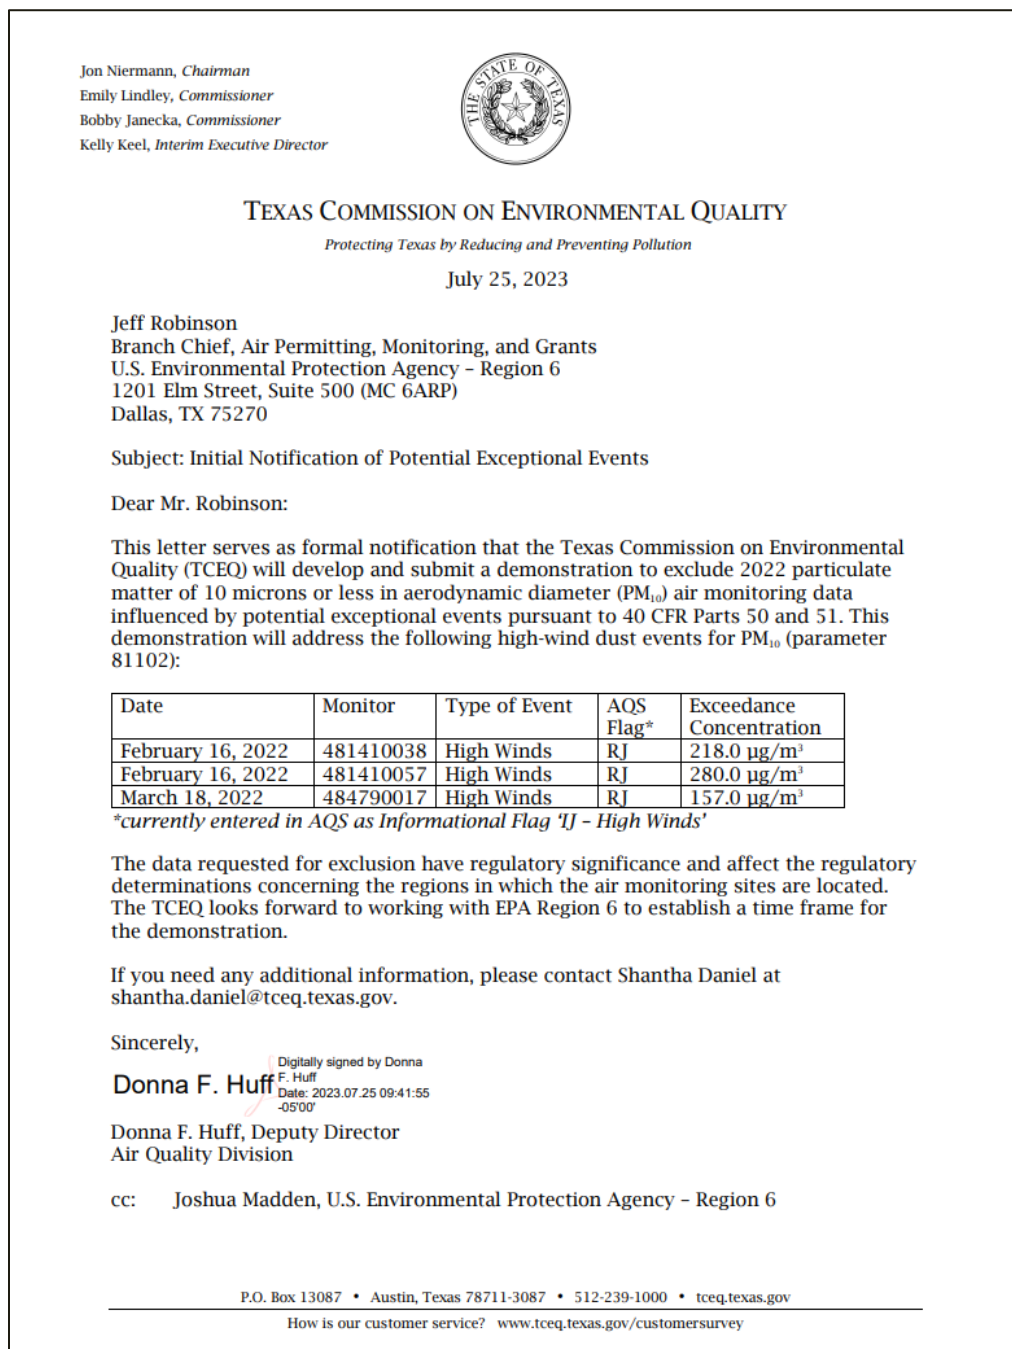 Jon Niermann, Chairman
Emily Lindley, Commissioner
Bobby Janecka, Commissioner
Kelly Keel, Interim Executive Director
THE STATE OF TEXAS
TEXAS COMMISSION ON ENVIRONMENTAL QUALITY
Protecting Texas by Reducing and Preventing Pollution
July 25, 2023
Jeff Robinson
Branch Chief, Air Permitting, Monitoring, and Grants
U.S. Environmental Protection Agency – Region 6
1201 Elm Street, Suite 500 (MC 6ARP)
Dallas, TX 75270
Subject: Initial Notification of Potential Exceptional Events
Dear Mr. Robinson:
This letter serves as formal notification that the Texas Commission on Environmental
Quality (TCEQ) will develop and submit a demonstration to exclude 2022 particulate
matter of 10 microns or less in aerodynamic diameter (PM₁₀) air monitoring data
influenced by potential exceptional events pursuant to 40 CFR Parts 50 and 51. This
demonstration will address the following high-wind dust events for PM₁₀ (parameter
81102):
Date Monitor Type of Event AQS Flag* Exceedance Concentration
February 16, 2022 481410038 High Winds RJ 218.0 µg/m³
February 16, 2022 481410057 High Winds RJ 280.0 µg/m³
March 18, 2022 484790017 High Winds RJ 157.0 µg/m³
*currently entered in AQS as Informational Flag ‘IJ – High Winds’
The data requested for exclusion have regulatory significance and affect the regulatory
determinations concerning the regions in which the air monitoring sites are located.
The TCEQ looks forward to working with EPA Region 6 to establish a time frame for
the demonstration.
If you need any additional information, please contact Shantha Daniel at
shantha.daniel@tceq.texas.gov.
Sincerely,
Donna F. Huff
Digitally signed by Donna
F. Huff
Date: 2023.07.25 09:41:55
-05'00'
Donna F. Huff, Deputy Director
Air Quality Division
cc: Joshua Madden, U.S. Environmental Protection Agency – Region 6
P.O. Box 13087 • Austin, Texas 78711-3087 • 512-239-1000 • tceq.texas.gov
How is our customer service? www.tceq.texas.gov/customersurvey